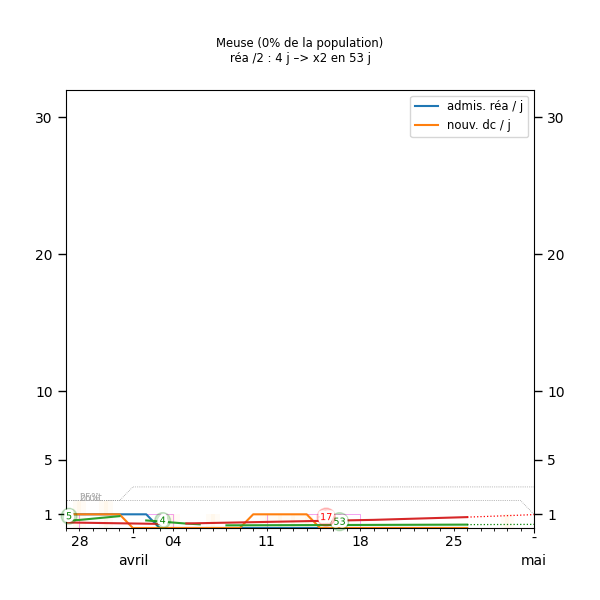 Meuse (0% de la population)
réa /2 : 4 j –> x2 en 53 j
admis. réa / j
nouv. dc / j
30 30
20 20
10 10
5 5
1 1
5
4
17
53
28 - 04 11 18 25 -
avril mai